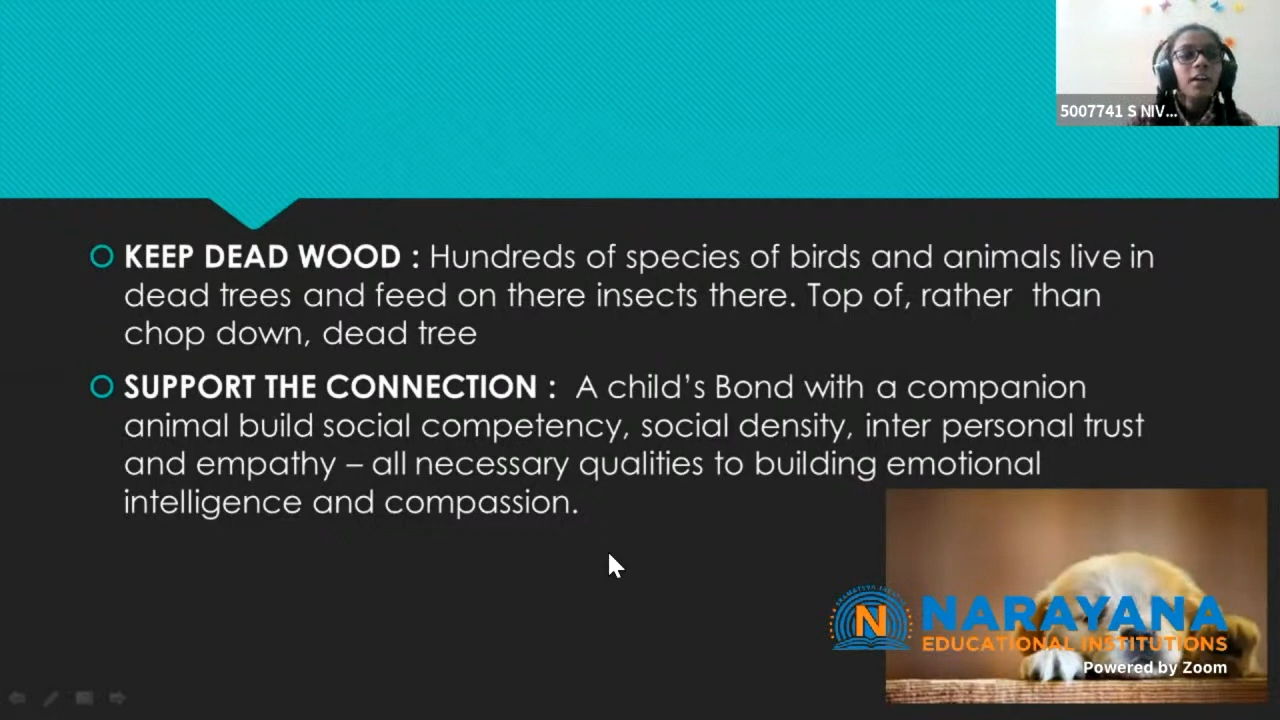 5007741 S NIV...
KEEP DEAD WOOD : Hundreds of species of birds and animals live in
dead trees and feed on there insects there. Top of, rather than
chop down, dead tree
SUPPORT THE CONNECTION : A child’s Bond with a companion
animal build social competency, social density, inter personal trust
and empathy – all necessary qualities to building emotional
intelligence and compassion.
N
NARAYANA
EDUCATIONAL INSTITUTIONS
Powered by Zoom